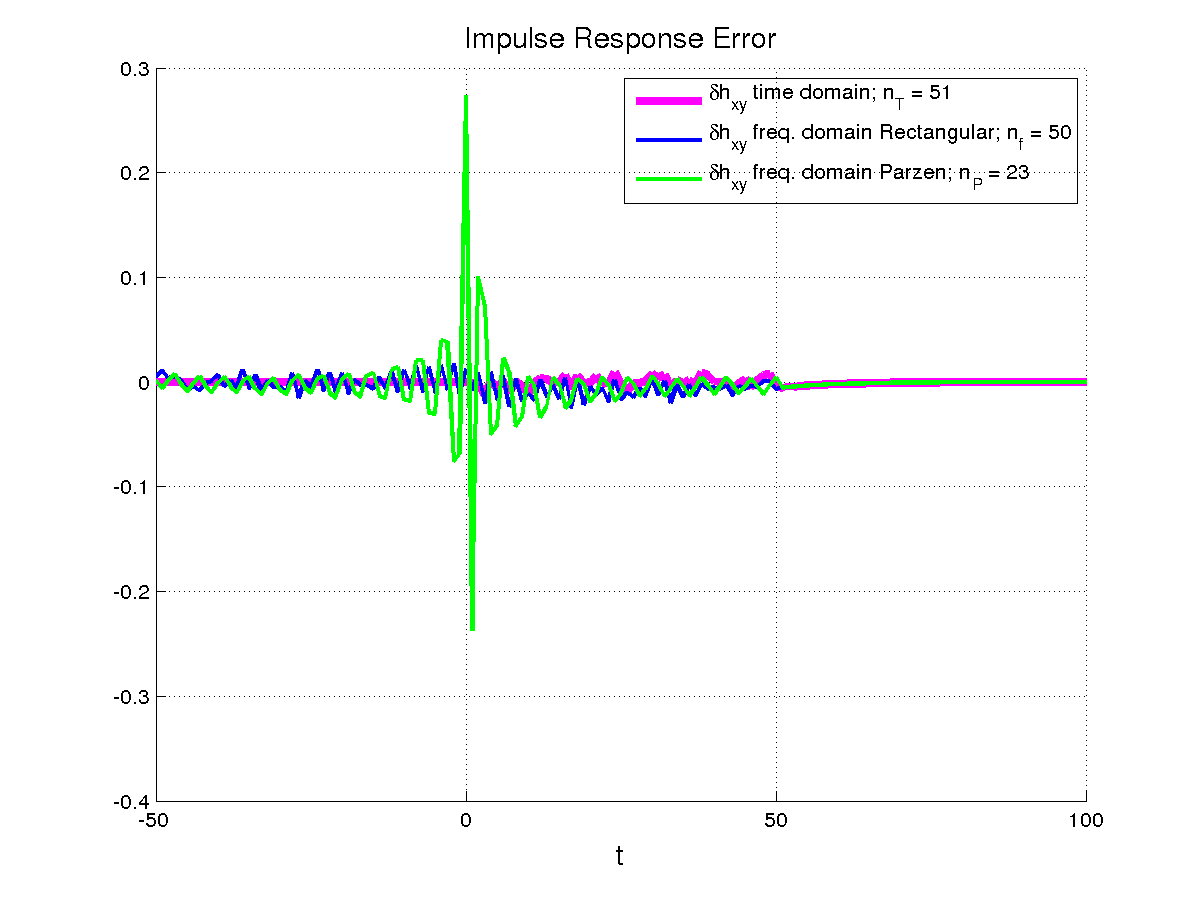 Impulse Response Error
δh_xy time domain; n_T = 51
δh_xy freq. domain Rectangular; n_f = 50
δh_xy freq. domain Parzen; n_P = 23
0.3
0.2
0.1
0
-0.1
-0.2
-0.3
-0.4
-50 0 50 100
t